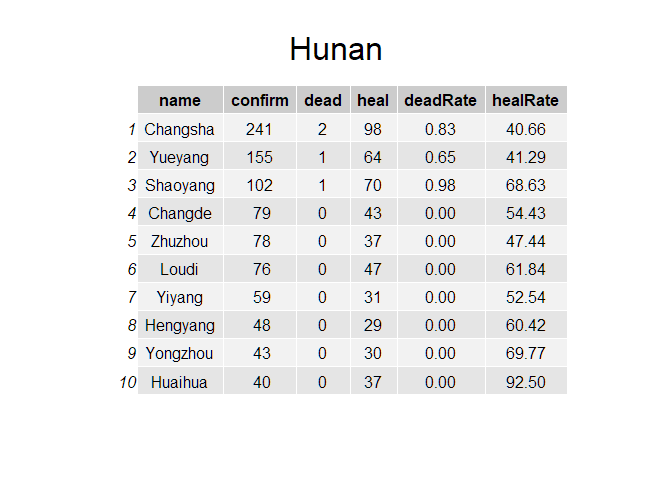 Hunan
name confirm dead heal deadRate healRate
1 Changsha 241 2 98 0.83 40.66
2 Yueyang 155 1 64 0.65 41.29
3 Shaoyang 102 1 70 0.98 68.63
4 Changde 79 0 43 0.00 54.43
5 Zhuzhou 78 0 37 0.00 47.44
6 Loudi 76 0 47 0.00 61.84
7 Yiyang 59 0 31 0.00 52.54
8 Hengyang 48 0 29 0.00 60.42
9 Yongzhou 43 0 30 0.00 69.77
10 Huaihua 40 0 37 0.00 92.50